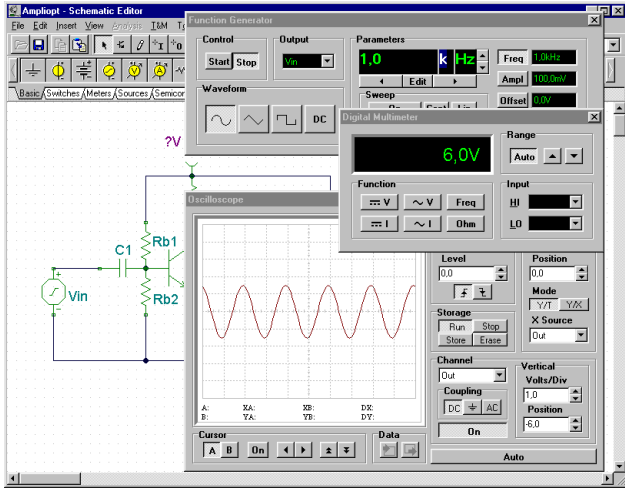 Ampliopt - Schematic Editor
File Edit Insert View Analysis T&M
Basic Switches Meters Sources Semicor
Function Generator
Control
Start Stop
Output
Vin
Parameters
1,0 k Hz
Edit
Sweep
Freq 1,0kHz
Ampl 100,0mV
Offset 0,0V
Waveform
DC
Digital Multimeter
6,0V
Range
Auto
Function
V V Freq
I I Ohm
Input
HI
LO
?V
C1
Rb1
Rb2
Vin
+
Oscilloscope
A: XA: XB: DX:
B: YA: YB: DY:
Cursor
A B On
Data
Level
0,0
Position
0,0
Mode
Y/T Y/X
X Source
Out
Storage
Run Stop
Store Erase
Channel
Out
Coupling
DC AC
On
Vertical
Volts/Div
1,0
Position
-6,0
Auto